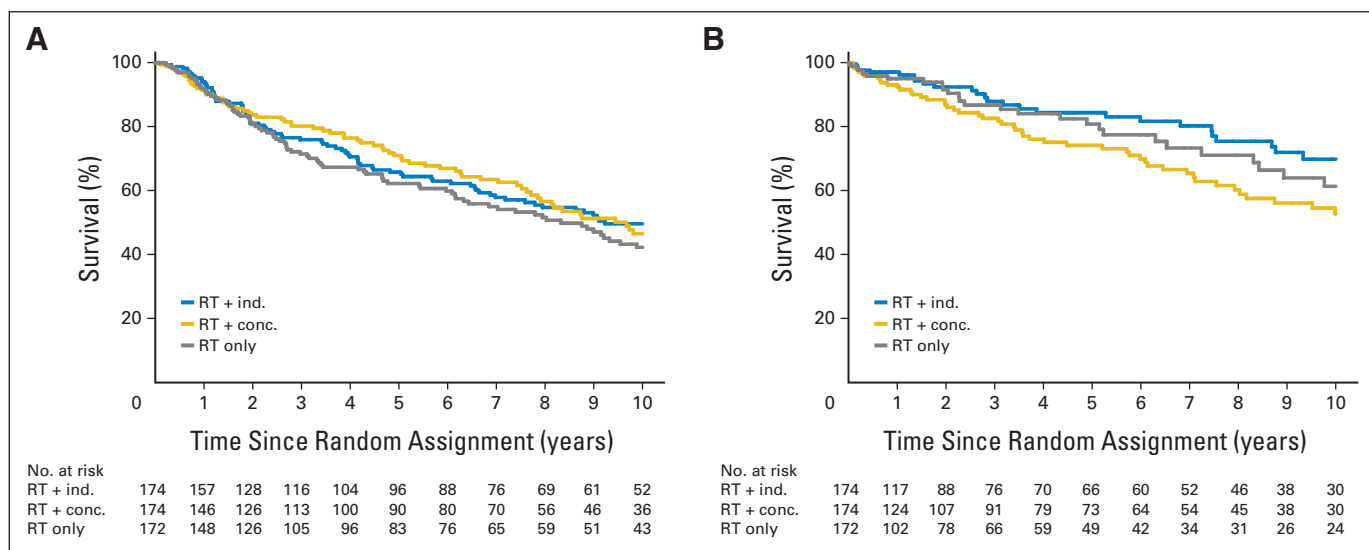 A
100
80
60
40
20
0
Survival (%)
RT + ind.
RT + conc.
RT only
1 2 3 4 5 6 7 8 9 10
Time Since Random Assignment (years)
No. at risk
RT + ind. 174 157 128 116 104 96 88 76 69 61 52
RT + conc. 174 146 126 113 100 90 80 70 56 46 36
RT only 172 148 126 105 96 83 76 65 59 51 43
B
100
80
60
40
20
0
Survival (%)
RT + ind.
RT + conc.
RT only
1 2 3 4 5 6 7 8 9 10
Time Since Random Assignment (years)
No. at risk
RT + ind. 174 117 88 76 70 66 60 52 46 38 30
RT + conc. 174 124 107 91 79 73 64 54 45 38 30
RT only 172 102 78 66 59 49 42 34 31 26 24